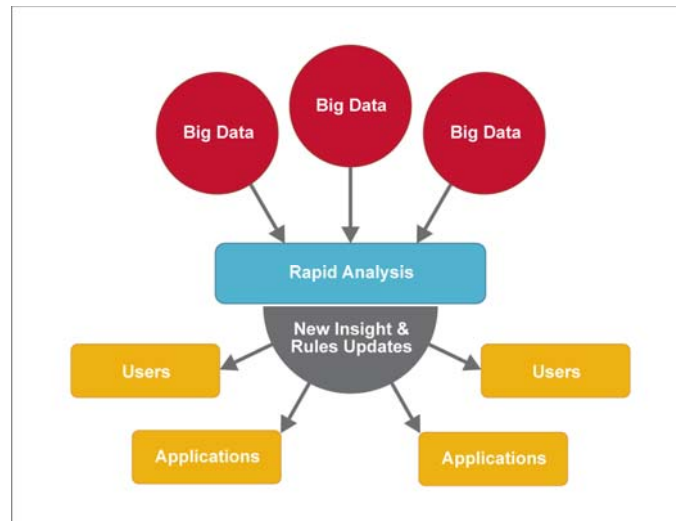 Big Data
Big Data
Big Data
Rapid Analysis
New Insight &
Rules Updates
Users
Users
Applications
Applications